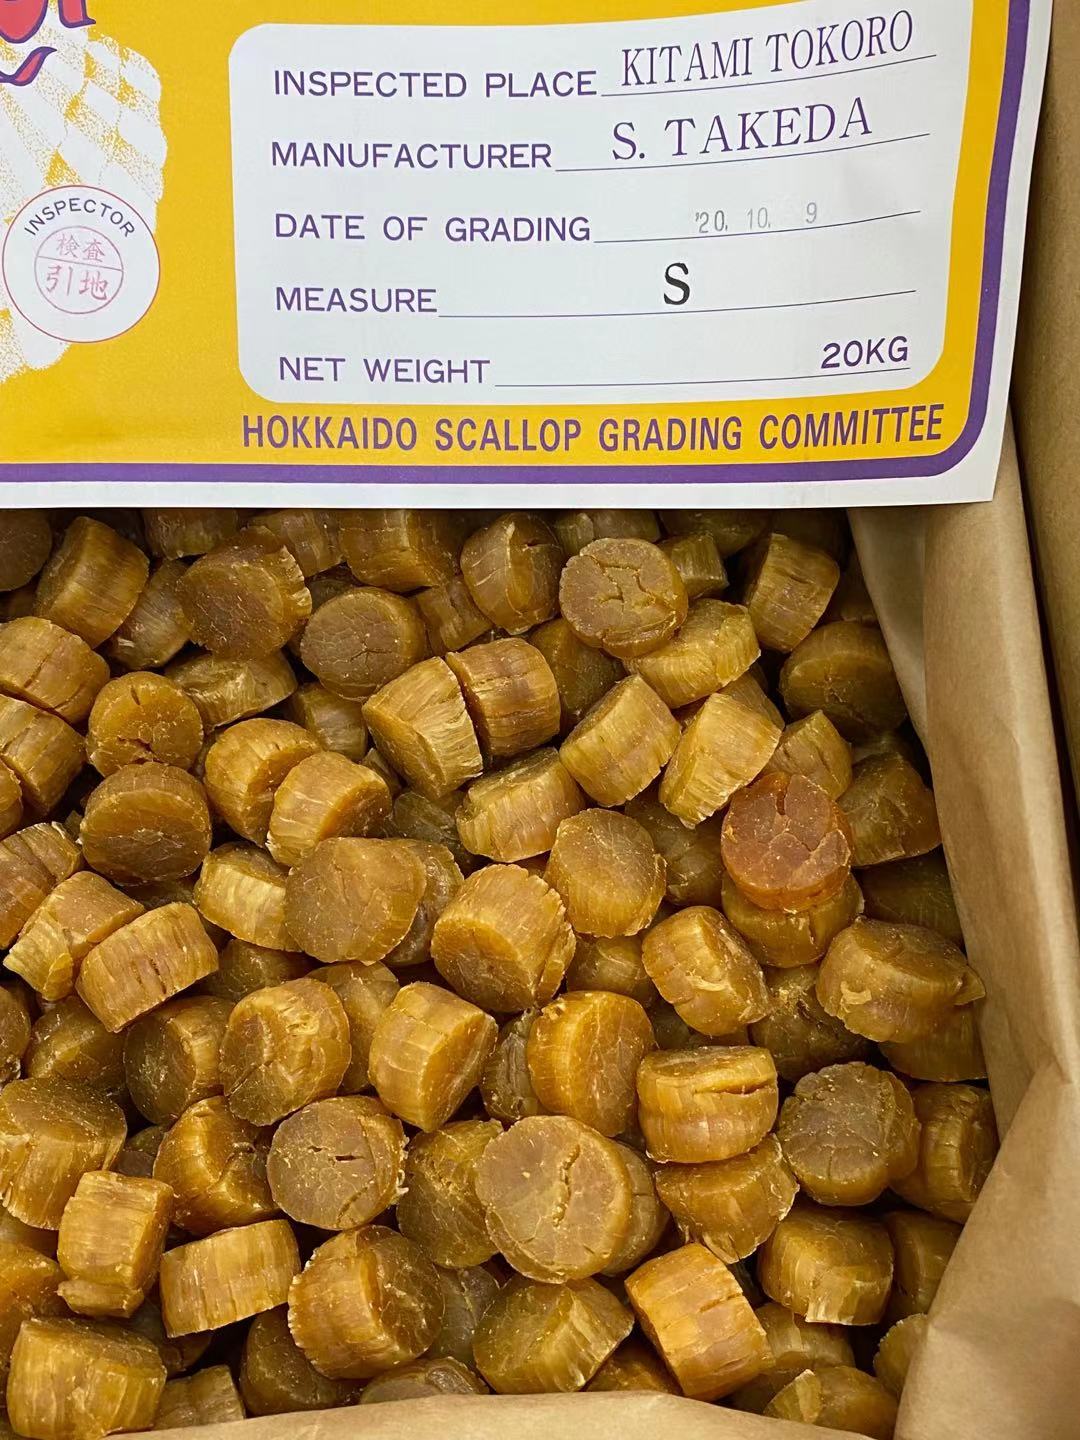 INSPECTED PLACE KITAMI TOKORO
MANUFACTURER S. TAKEDA
DATE OF GRADING '20. 10. 9
MEASURE S
NET WEIGHT 20KG
INSPECTOR
検査
引地
HOKKAIDO SCALLOP GRADING COMMITTEE